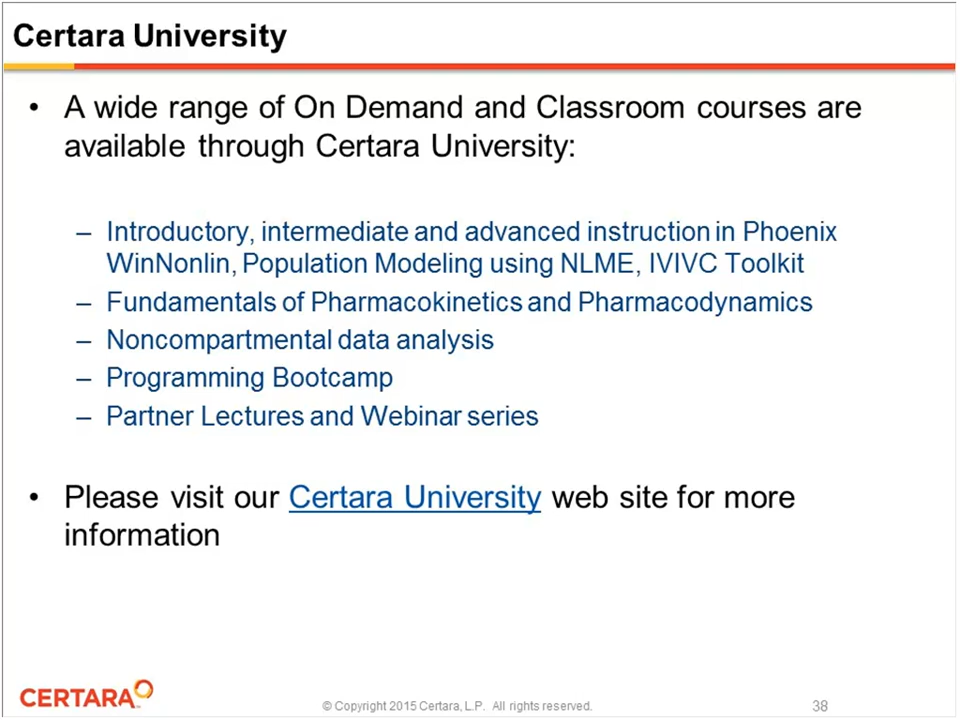 Certara University
• A wide range of On Demand and Classroom courses are
available through Certara University:
– Introductory, intermediate and advanced instruction in Phoenix
WinNonlin, Population Modeling using NLME, IVIVC Toolkit
– Fundamentals of Pharmacokinetics and Pharmacodynamics
– Noncompartmental data analysis
– Programming Bootcamp
– Partner Lectures and Webinar series
• Please visit our Certara University web site for more
information
CERTARA™
© Copyright 2015 Certara, L.P. All rights reserved.
38